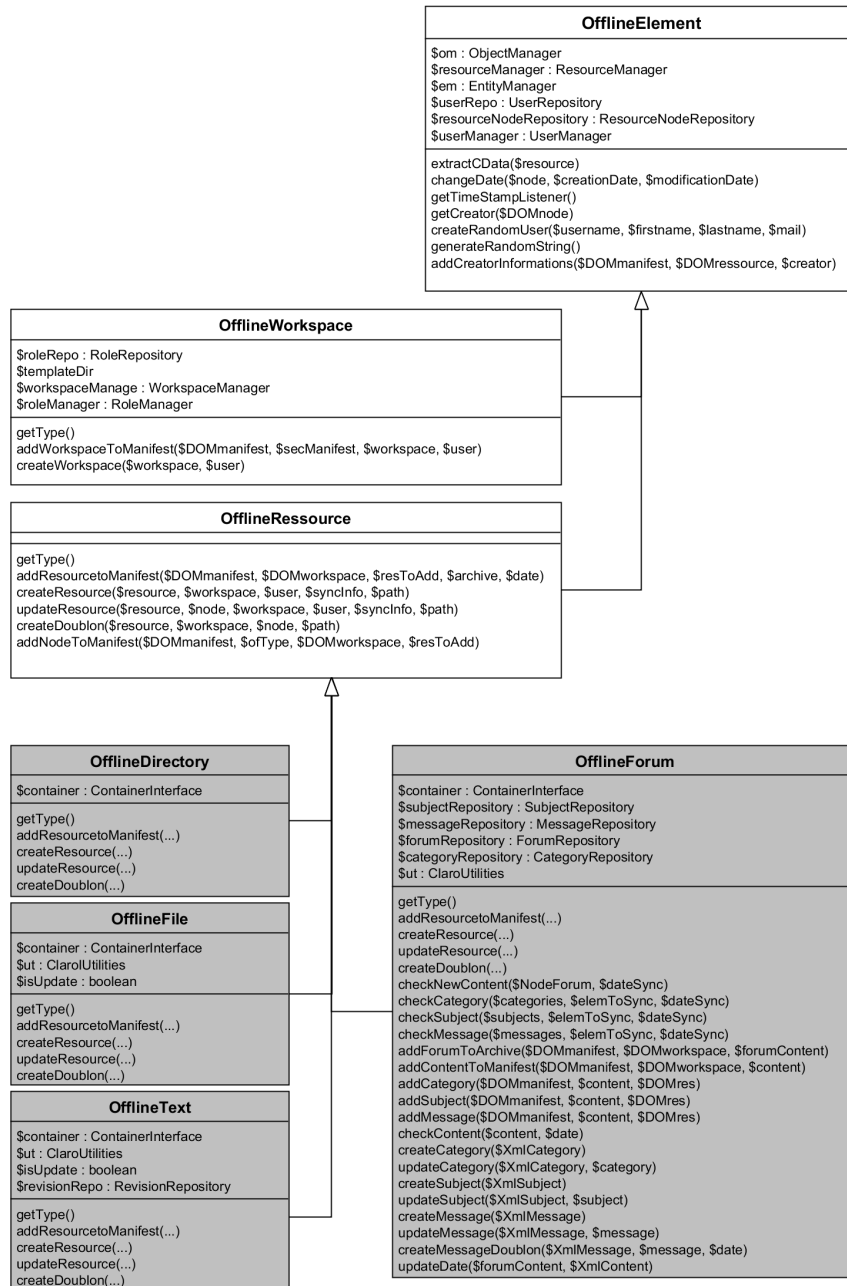 OfflineElement
$om : ObjectManager
$resourceManager : ResourceManager
$em : EntityManager
$userRepo : UserRepository
$resourceNodeRepository : ResourceNodeRepository
$userManager : UserManager
extractCData($resource)
changeDate($node, $creationDate, $modificationDate)
getTimeStampListener()
getCreator($DOMnode)
createRandomUser($username, $firstname, $lastname, $mail)
generateRandomString()
addCreatorInformations($DOMmanifest, $DOMressource, $creator)
OfflineWorkspace
$roleRepo : RoleRepository
$templateDir
$workspaceManage : WorkspaceManager
$roleManager : RoleManager
getType()
addWorkspaceToManifest($DOMmanifest, $secManifest, $workspace, $user)
createWorkspace($workspace, $user)
OfflineRessource
getType()
addResourcetoManifest($DOMmanifest, $DOMworkspace, $resToAdd, $archive, $date)
createResource($resource, $workspace, $user, $syncInfo, $path)
updateResource($resource, $node, $workspace, $user, $syncInfo, $path)
createDoublon($resource, $workspace, $node, $path)
addNodeToManifest($DOMmanifest, $ofType, $DOMworkspace, $resToAdd)
OfflineDirectory
$container : ContainerInterface
getType()
addResourcetoManifest(...)
createResource(...)
updateResource(...)
createDoublon(...)
OfflineFile
$container : ContainerInterface
$ut : ClarolUtilities
$isUpdate : boolean
getType()
addResourcetoManifest(...)
createResource(...)
updateResource(...)
createDoublon(...)
OfflineText
$container : ContainerInterface
$ut : ClaroUtilities
$isUpdate : boolean
$revisionRepo : RevisionRepository
getType()
addResourcetoManifest(...)
createResource(...)
updateResource(...)
createDoublon(...)
OfflineForum
$container : ContainerInterface
$subjectRepository : SubjectRepository
$messageRepository : MessageRepository
$forumRepository : ForumRepository
$categoryRepository : CategoryRepository
$ut : ClaroUtilities
getType()
addResourcetoManifest(...)
createResource(...)
updateResource(...)
createDoublon(...)
checkNewContent($NodeForum, $dateSync)
checkCategory($categories, $elemToSync, $dateSync)
checkSubject($subjects, $elemToSync, $dateSync)
checkMessage($messages, $elemToSync, $dateSync)
addForumToArchive($DOMmanifest, $DOMworkspace, $forumContent)
addContentToManifest($DOMmanifest, $DOMworkspace, $content)
addCategory($DOMmanifest, $content, $DOMres)
addSubject($DOMmanifest, $content, $DOMres)
addMessage($DOMmanifest, $content, $DOMres)
checkContent($content, $date)
createCategory($XmlCategory)
updateCategory($XmlCategory, $category)
createSubject($XmlSubject)
updateSubject($XmlSubject, $subject)
createMessage($XmlMessage)
updateMessage($XmlMessage, $message)
createMessageDoublon($XmlMessage, $message, $date)
updateDate($forumContent, $XmlContent)